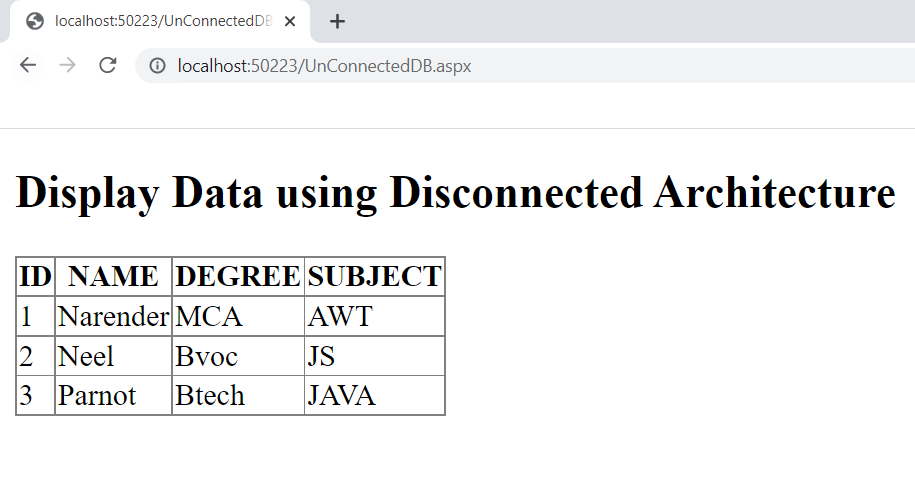 localhost:50223/UnConnectedDB
localhost:50223/UnConnectedDB.aspx
Display Data using Disconnected Architecture
ID NAME DEGREE SUBJECT
1 Narender MCA AWT
2 Neel Bvoc JS
3 Parnot Btech JAVA